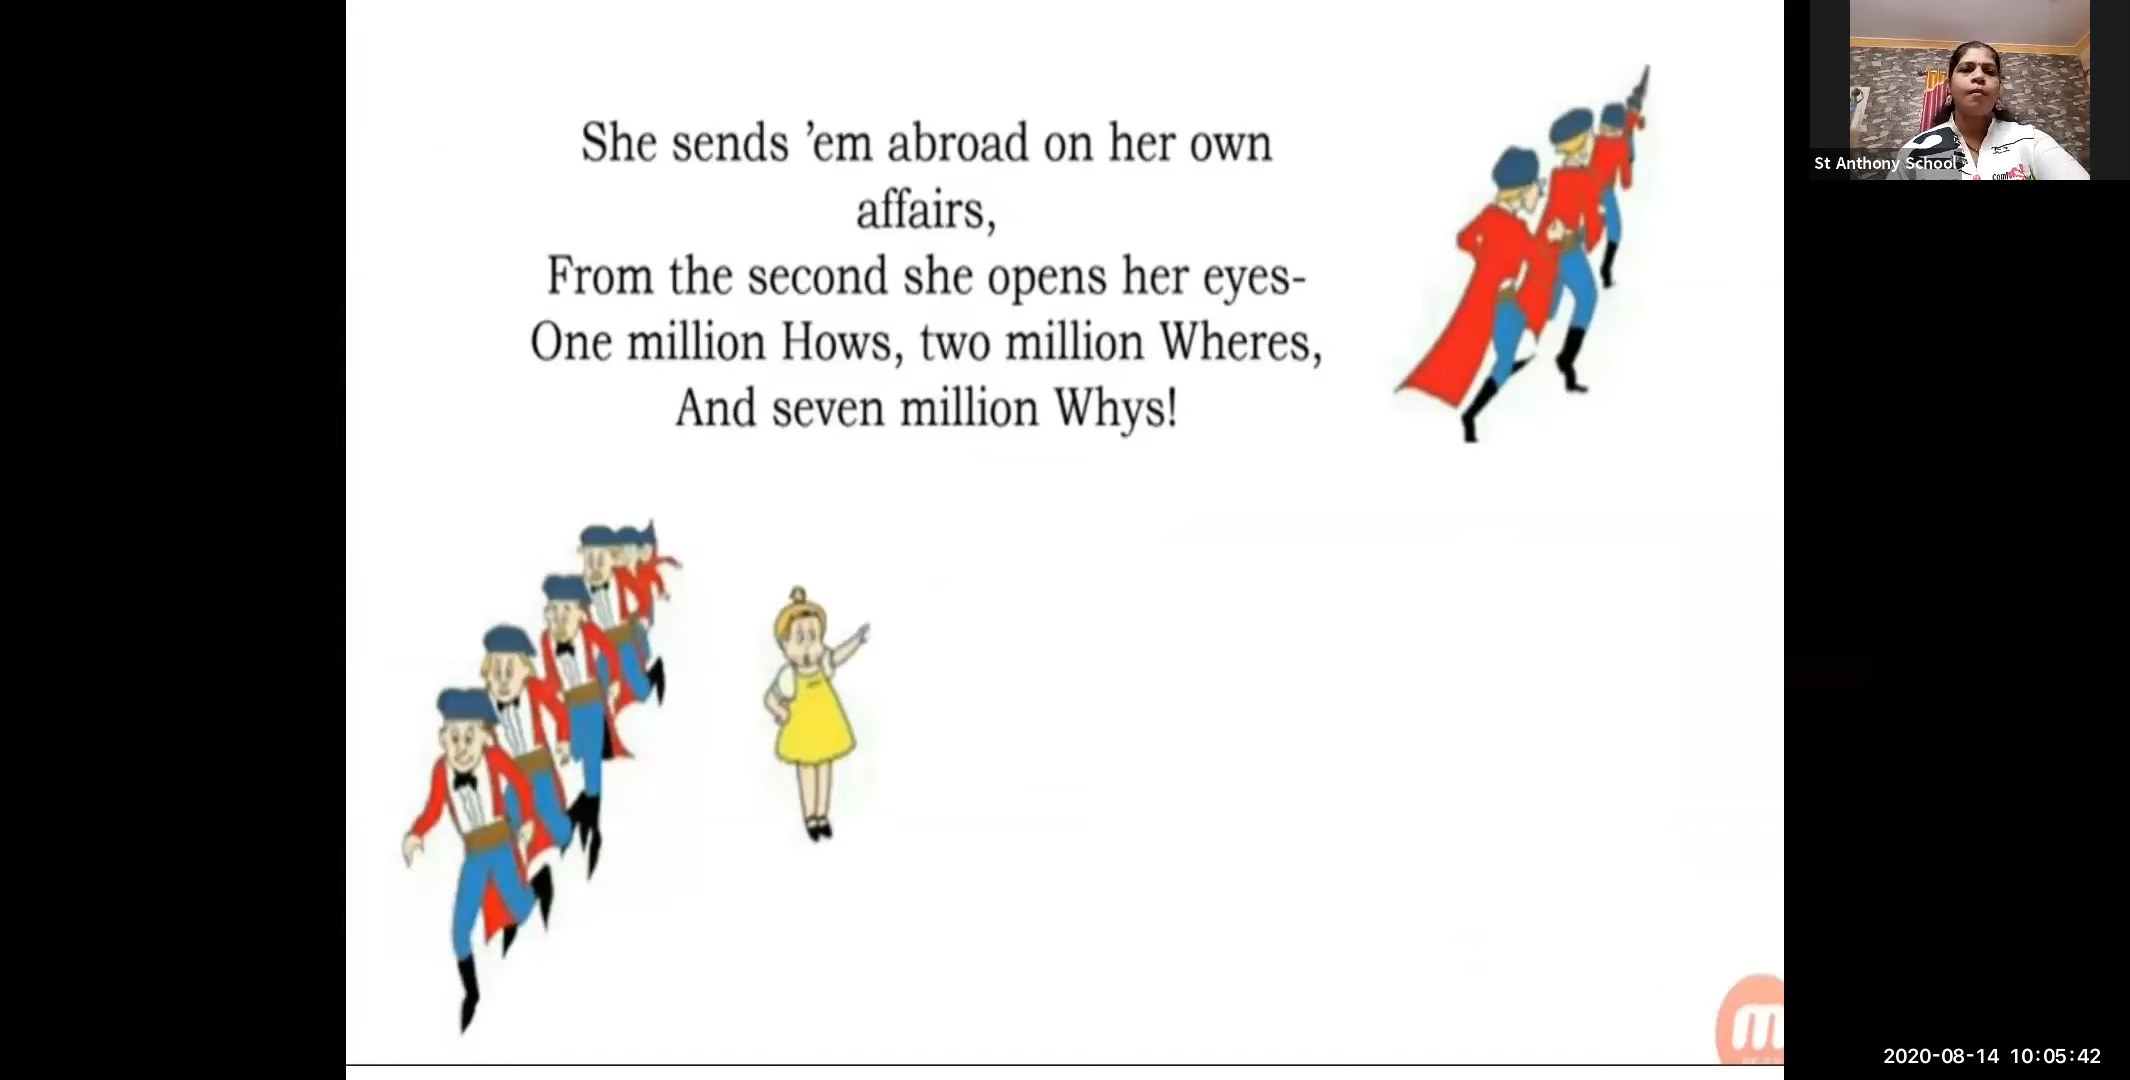 She sends ’em abroad on her own
affairs,
From the second she opens her eyes-
One million Hows, two million Wheres,
And seven million Whys!
St Anthony School
2020-08-14 10:05:42